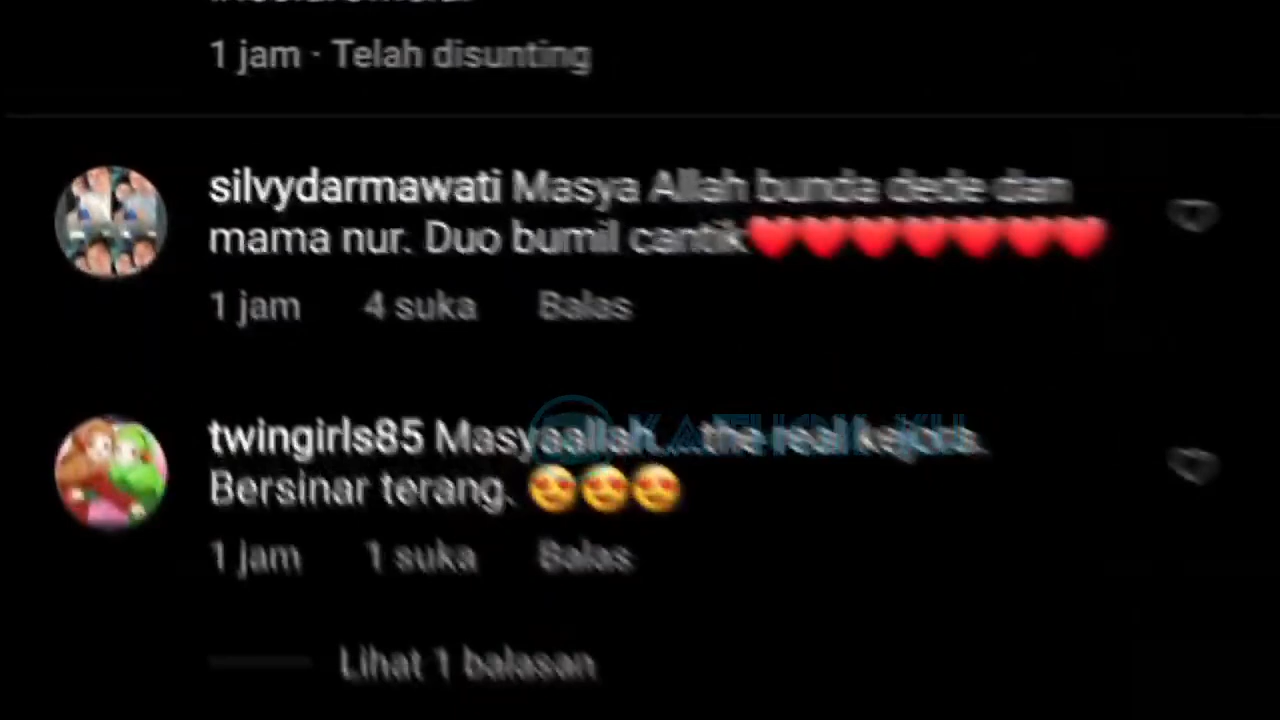 1 jam · Telah disunting
silvydarmawati Masya Allah bunda dede dan
mama nur. Duo bumil cantik❤❤❤❤❤❤❤
1 jam 4 suka Balas
twingirls85 Masyaallah....the real
Bersinar terang. 😍😍😍
1 jam 1 suka Balas
Lihat 1 balasan